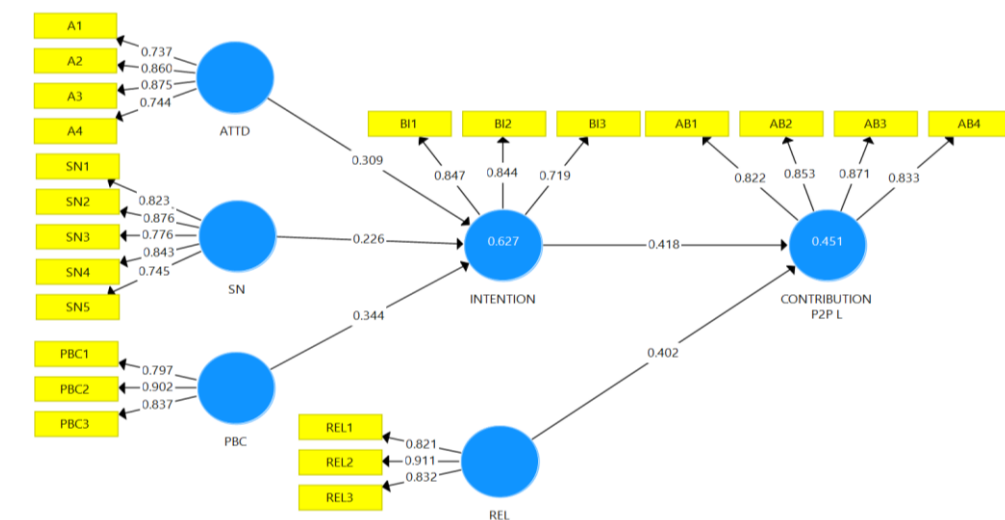 A1
A2
A3
A4
0.737
0.860
0.875
0.744
ATTD
SN1
SN2
SN3
SN4
SN5
0.823
0.876
0.776
0.843
0.745
SN
PBC1
PBC2
PBC3
0.797
0.902
0.837
PBC
0.309
0.226
0.344
BI1
BI2
BI3
0.847
0.844
0.719
0.627
INTENTION
AB1
AB2
AB3
AB4
0.822
0.853
0.871
0.833
0.418
0.451
CONTRIBUTION
P2P L
0.402
REL1
REL2
REL3
0.821
0.911
0.832
REL